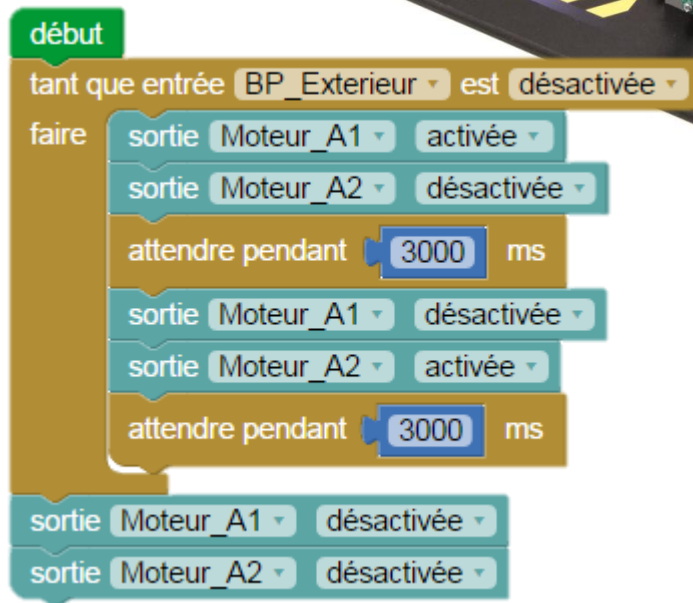 début
tant que entrée BP_Exterieur est désactivée
faire sortie Moteur_A1 activée
sortie Moteur_A2 désactivée
attendre pendant 3000 ms
sortie Moteur_A1 désactivée
sortie Moteur_A2 activée
attendre pendant 3000 ms
sortie Moteur_A1 désactivée
sortie Moteur_A2 désactivée